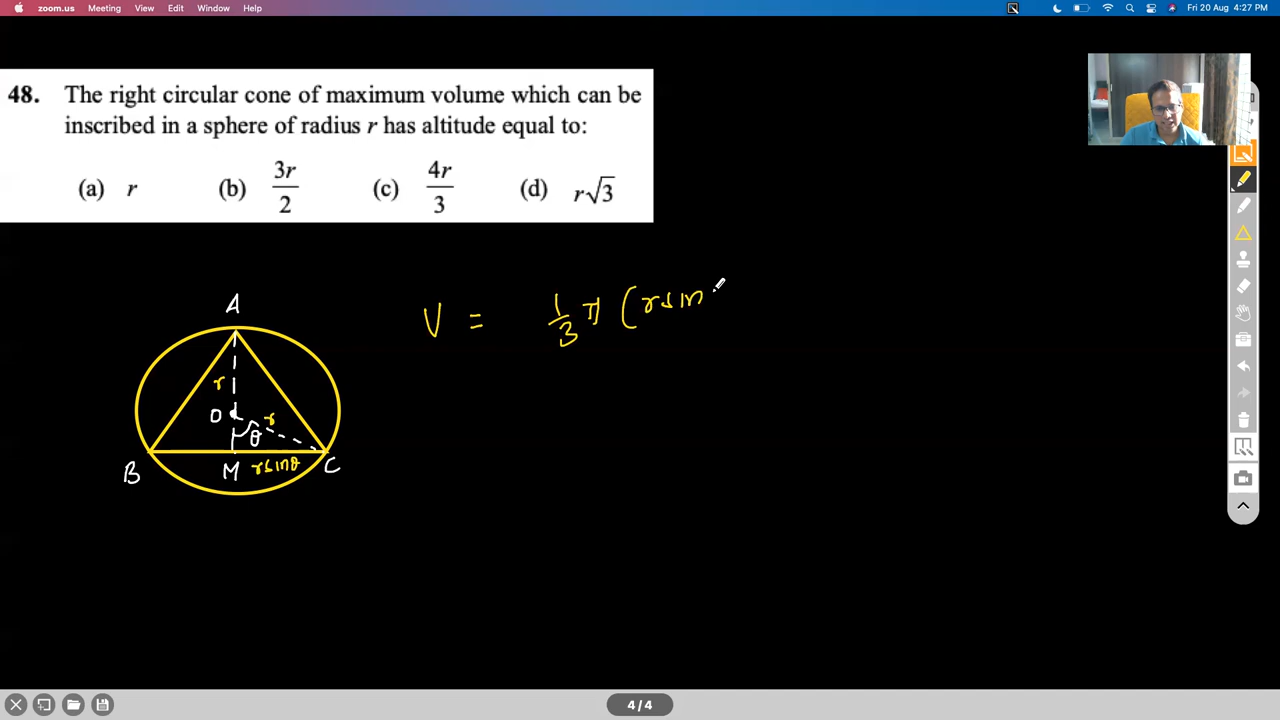 zoom.us Meeting View Edit Window Help Fri 20 Aug 4:27 PM
48. The right circular cone of maximum volume which can be
inscribed in a sphere of radius r has altitude equal to:
(a) r (b) 3r/2 (c) 4r/3 (d) r√3
A
V = 1/3 π (r sin
r
O r
θ
B M r sinθ C
4 / 4